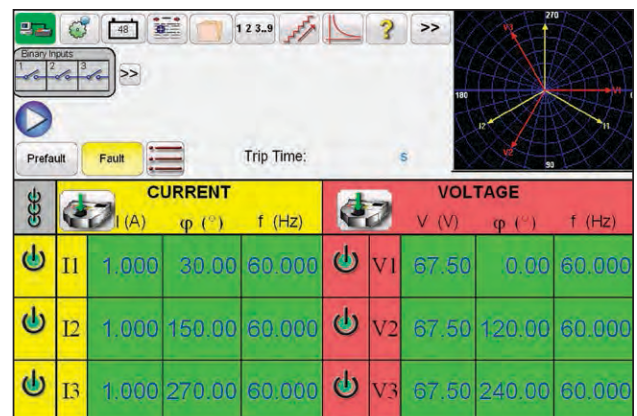 48
1 2 3..9
?
>>
Binary Inputs
1 2 3
>>
Prefault
Fault
Trip Time:
s
270
V3
180
V1
0
I2
I1
V2
90
CURRENT
VOLTAGE
I (A) φ (°) f (Hz)
V (V) φ (°) f (Hz)
I1 1.000 30.00 60.000 V1 67.50 0.00 60.000
I2 1.000 150.00 60.000 V2 67.50 120.00 60.000
I3 1.000 270.00 60.000 V3 67.50 240.00 60.000